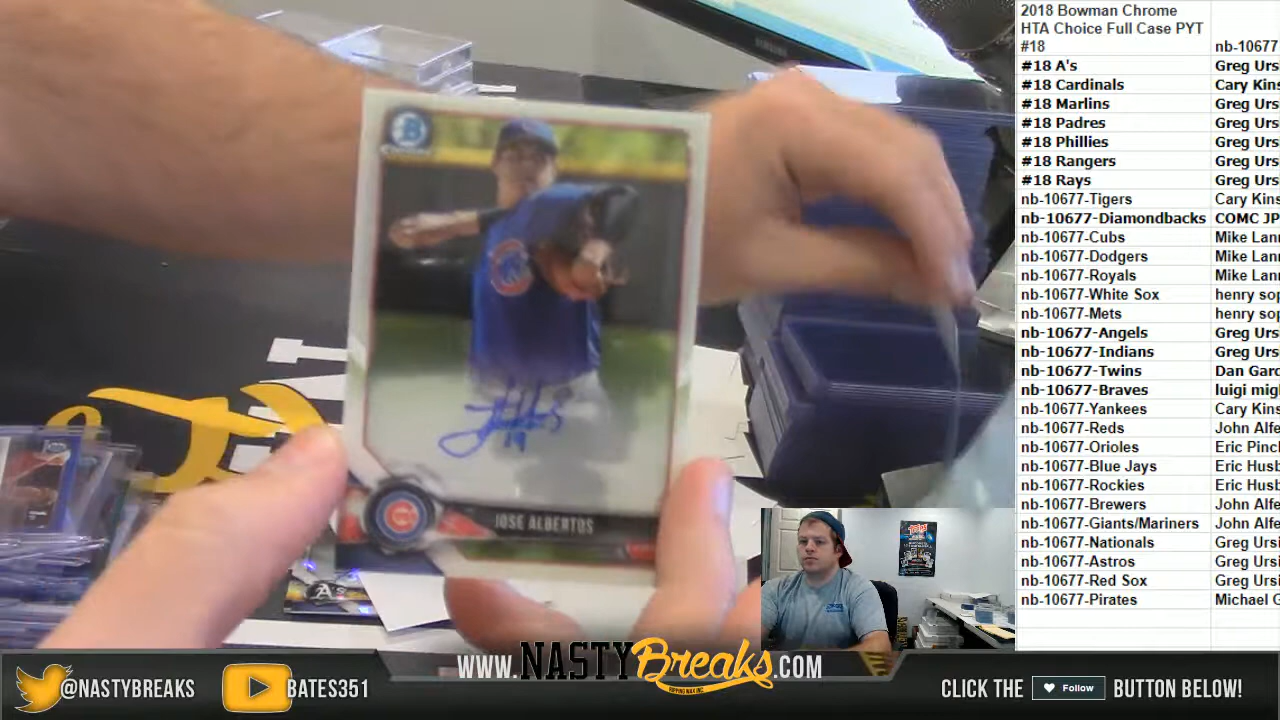 2018 Bowman Chrome
HTA Choice Full Case PYT
#18 nb-10677
#18 A's Greg Urs
#18 Cardinals Cary Kins
#18 Marlins Greg Urs
#18 Padres Greg Urs
#18 Phillies Greg Urs
#18 Rangers Greg Urs
#18 Rays Greg Urs
nb-10677-Tigers Cary Kins
nb-10677-Diamondbacks COMC JP
nb-10677-Cubs Mike Lan
nb-10677-Dodgers Mike Lan
nb-10677-Royals Mike Lan
nb-10677-White Sox henry sop
nb-10677-Mets henry sop
nb-10677-Angels Greg Urs
nb-10677-Indians Greg Urs
nb-10677-Twins Dan Garc
nb-10677-Braves luigi migl
nb-10677-Yankees Cary Kins
nb-10677-Reds John Alfe
nb-10677-Orioles Eric Pinc
nb-10677-Blue Jays Eric Husb
nb-10677-Rockies Eric Husb
nb-10677-Brewers John Alfe
nb-10677-Giants/Mariners John Alfe
nb-10677-Nationals Greg Ursi
nb-10677-Astros Greg Ursi
nb-10677-Red Sox Greg Ursi
nb-10677-Pirates Michael G
B
C
19
JOSE ALBERTOS
A's
@NASTYBREAKS
BATES351
WWW.NASTYBreaks.COM
RIPPING WAX INC.
CLICK THE Follow BUTTON BELOW!